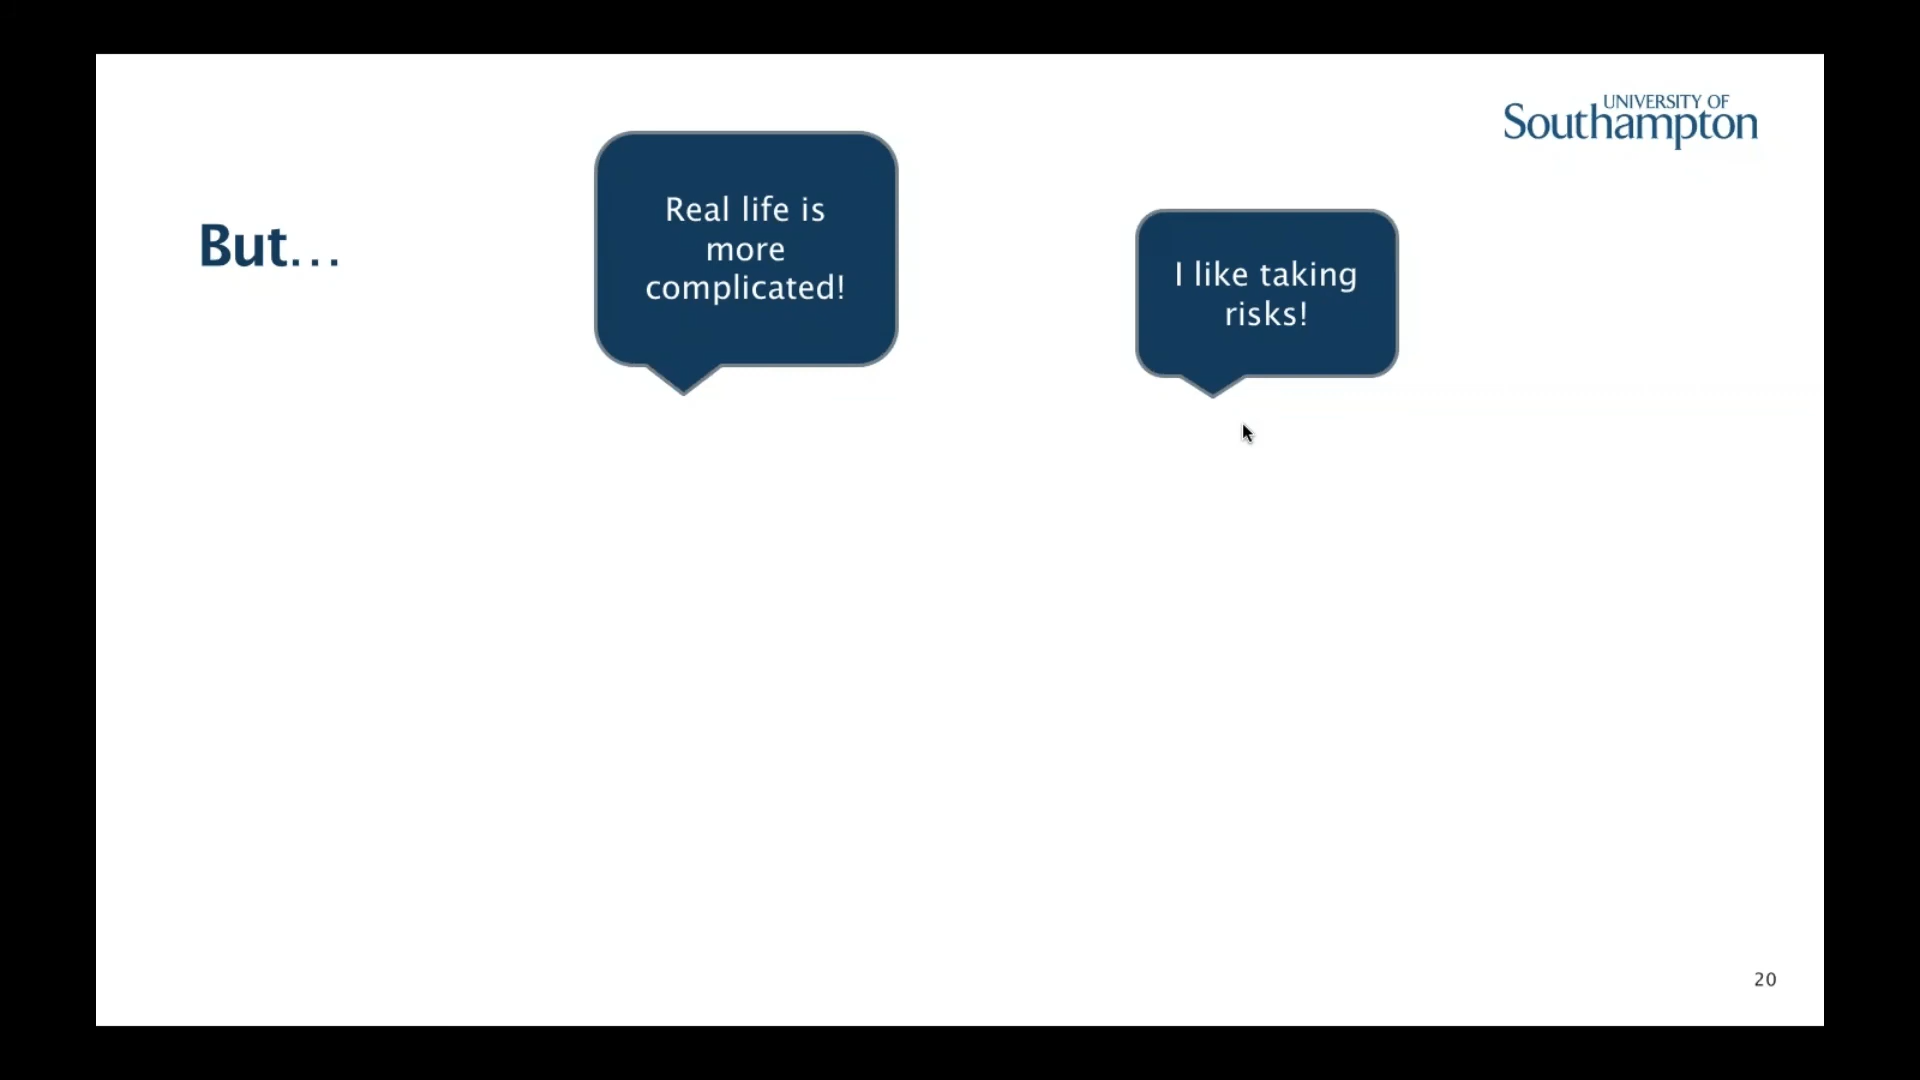 UNIVERSITY OF
Southampton
But...
Real life is
more
complicated!
I like taking
risks!
20